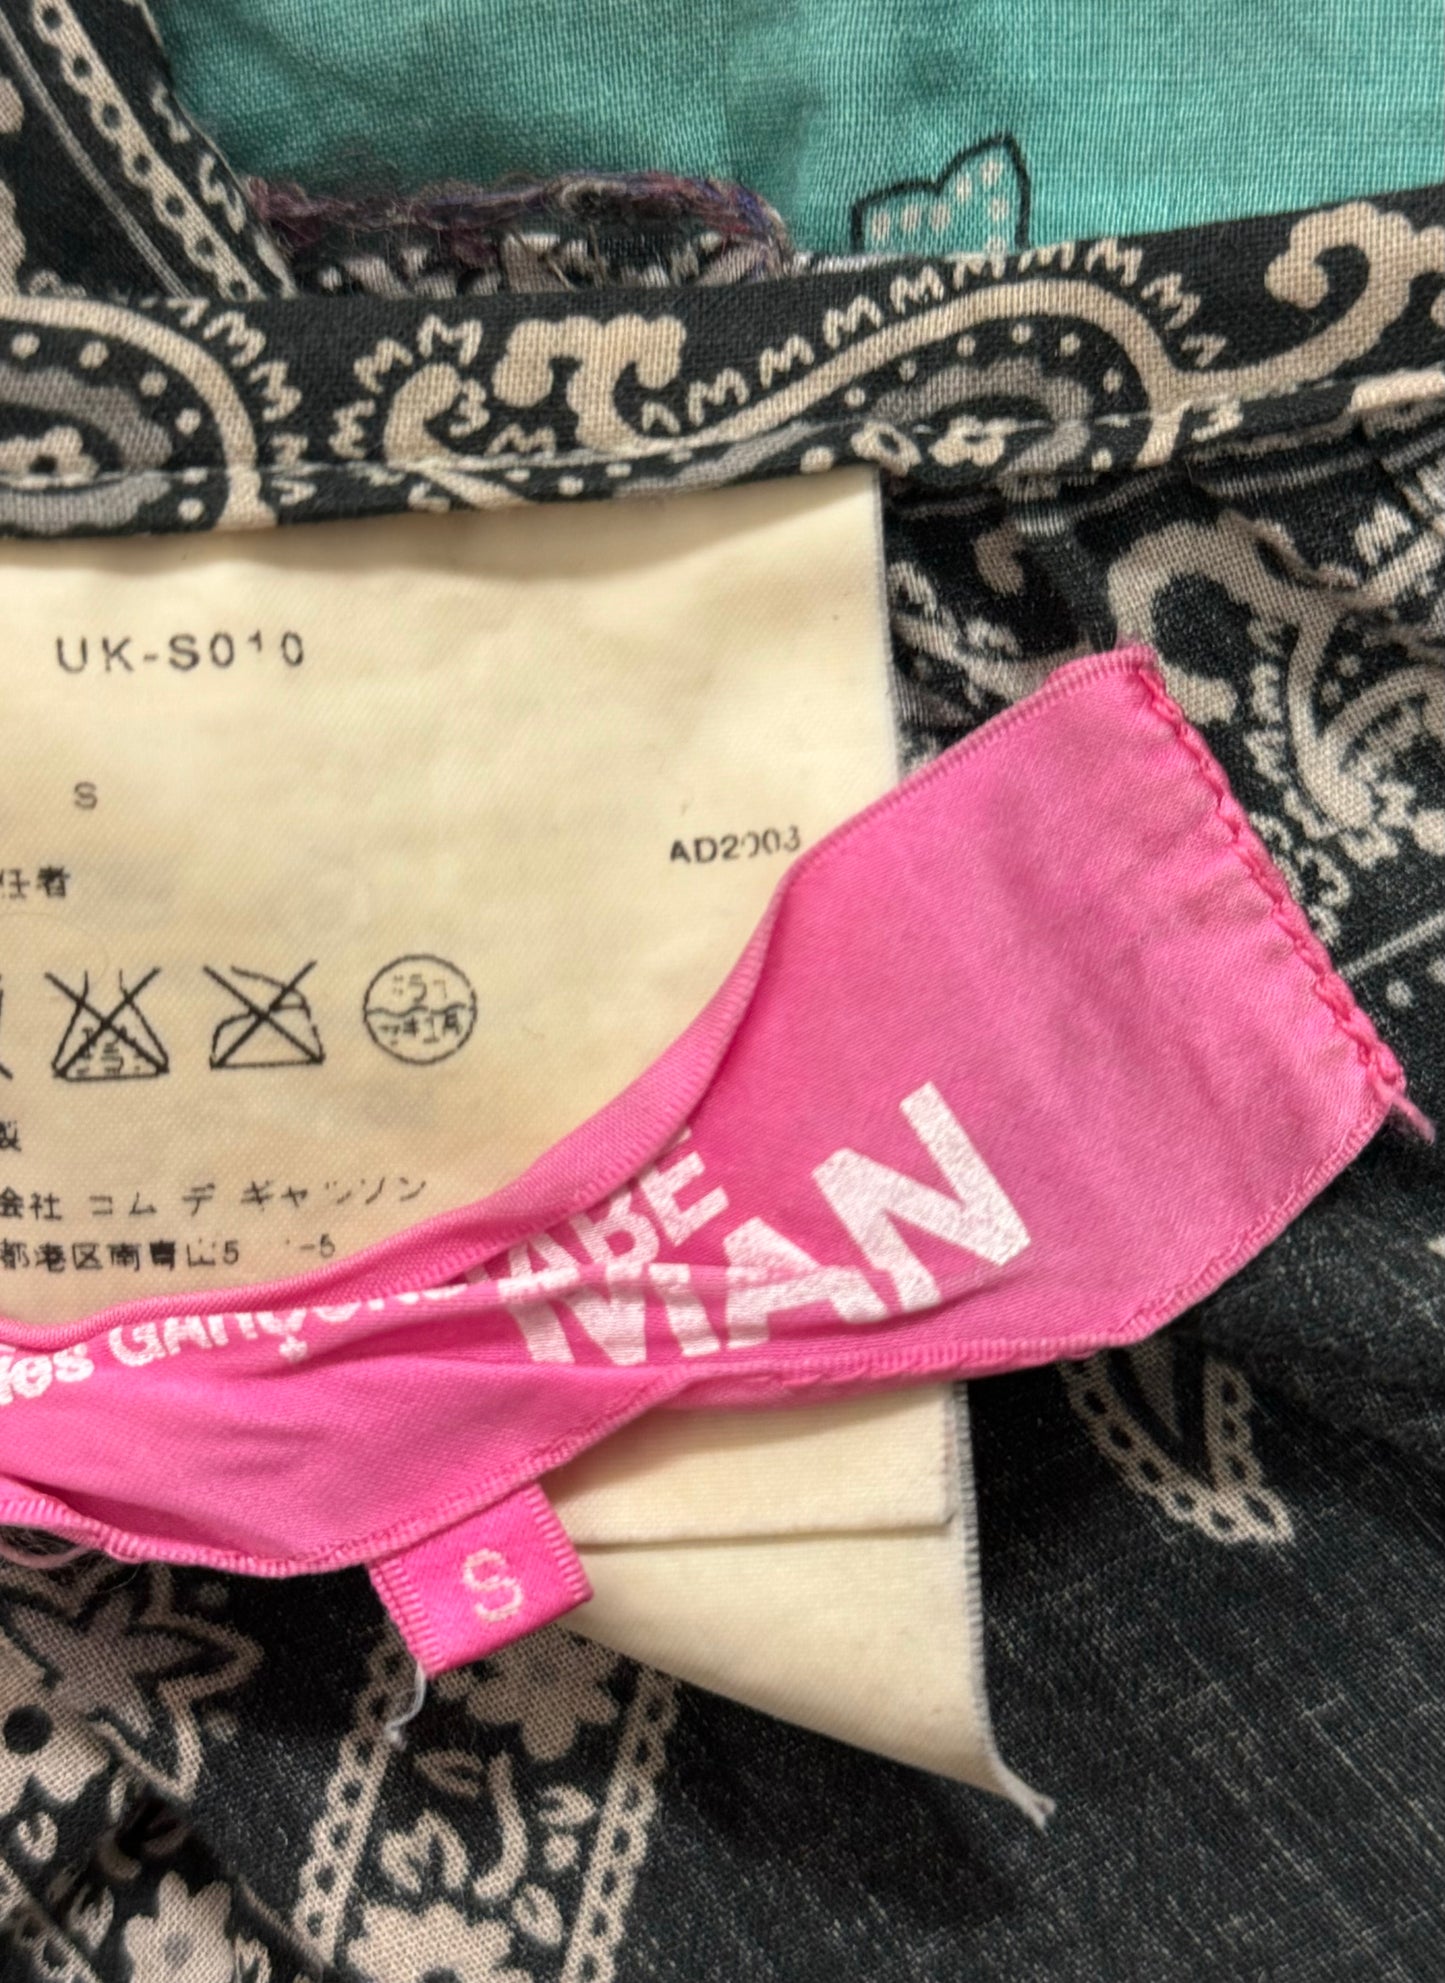 UK-S010
S
任者
AD2003
製
会社 コム デ ギャルソン
都港区南青山5
les GARÇONS
MAN
S